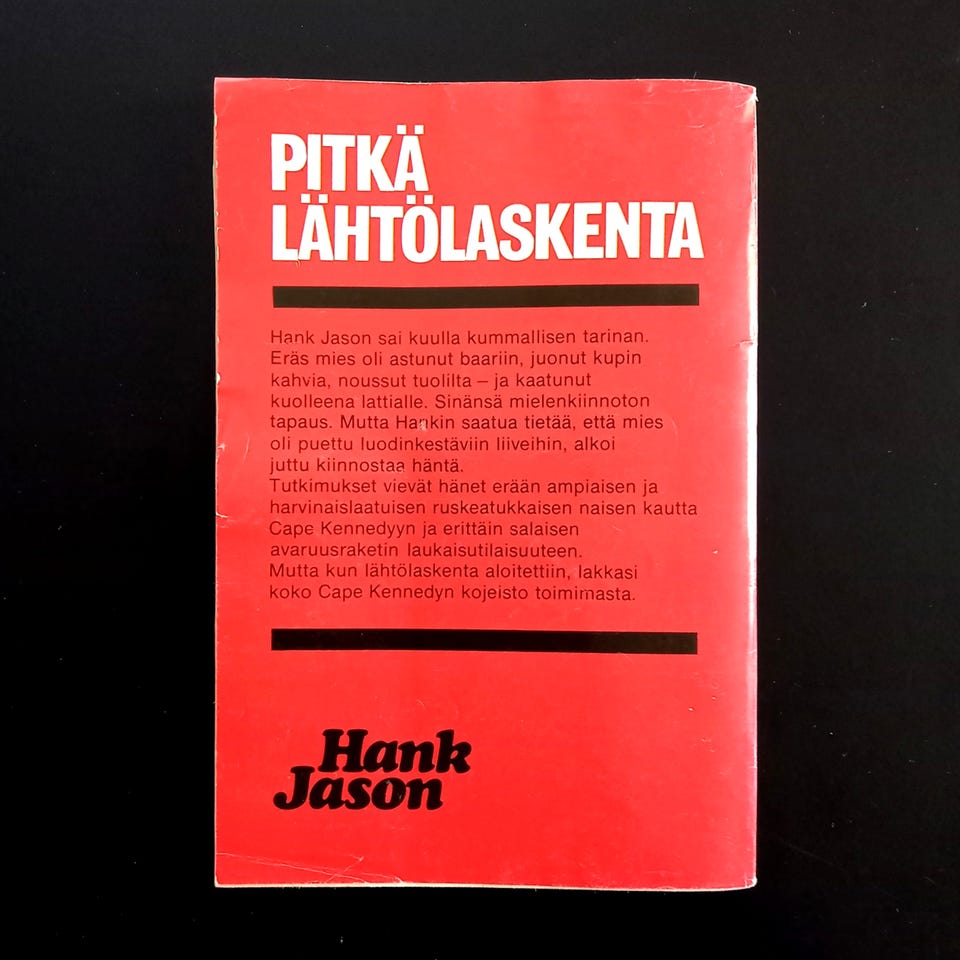 PITKÄ
LÄHTÖLASKENTA
Hank Jason sai kuulla kummallisen tarinan.
Eräs mies oli astunut baariin, juonut kupin
kahvia, noussut tuolilta – ja kaatunut
kuolleena lattialle. Sinänsä mielenkiinnoton
tapaus. Mutta Hankin saatua tietää, että mies
oli puettu luodinkestäviin liiveihin, alkoi
juttu kiinnostaa häntä.
Tutkimukset vievät hänet erään ampiaisen ja
harvinaislaatuisen ruskeatukkaisen naisen kautta
Cape Kennedyyn ja erittäin salaisen
avaruusraketin laukaisutilaisuuteen.
Mutta kun lähtölaskenta aloitettiin, lakkasi
koko Cape Kennedyn kojeisto toimimasta.
Hank
Jason